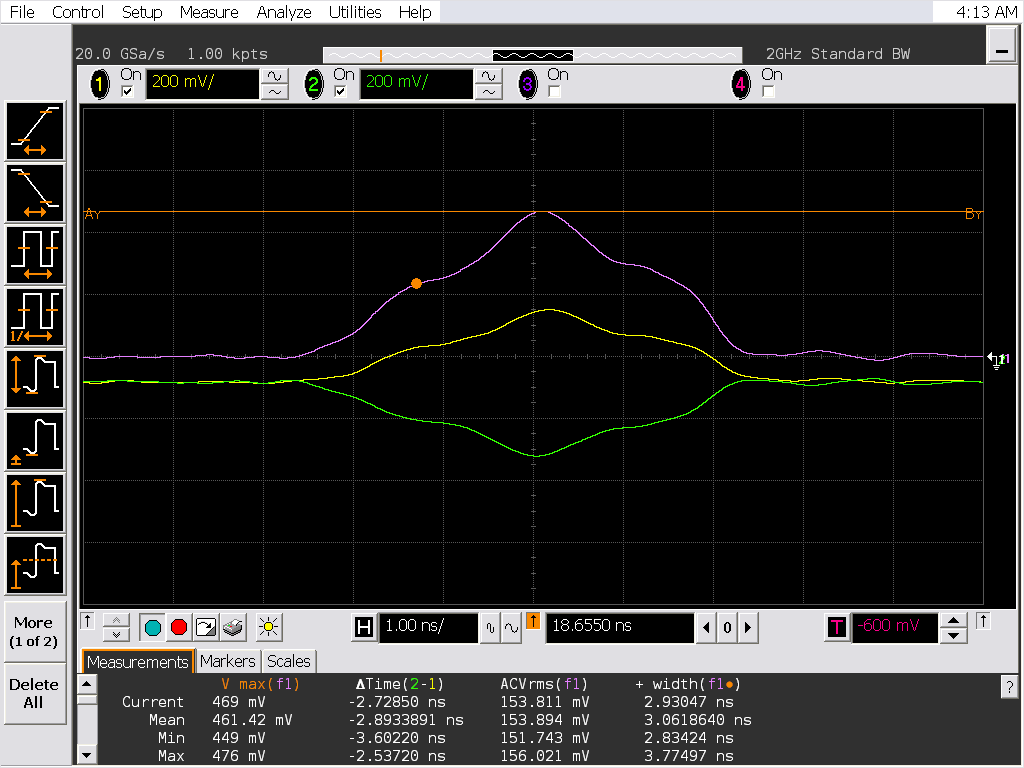 File Control Setup Measure Analyze Utilities Help 4:13 AM
20.0 GSa/s 1.00 kpts 2GHz Standard BW
1 On 200 mV/ 2 On 200 mV/ 3 On 4 On
AY BY
1/
More
(1 of 2)
Delete
All
H 1.00 ns/ 18.6550 ns 0 T -600 mV
Measurements Markers Scales
V max(f1) ΔTime(2-1) ACVrms(f1) + width(f1●) ?
Current 469 mV -2.72850 ns 153.811 mV 2.93047 ns
Mean 461.42 mV -2.8933891 ns 153.894 mV 3.0618640 ns
Min 449 mV -3.60220 ns 151.743 mV 2.83424 ns
Max 476 mV -2.53720 ns 156.021 mV 3.77497 ns